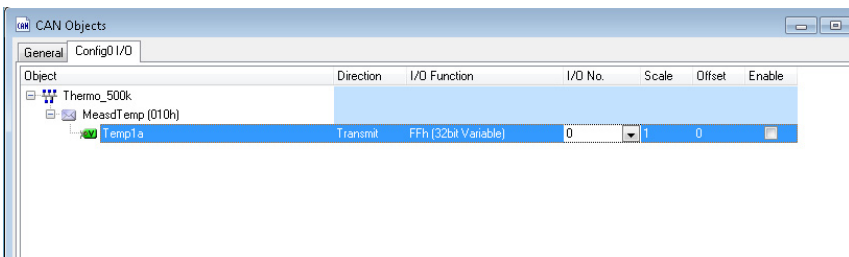 CAN CAN Objects
General Config0 I/O
Object Direction I/O Function I/O No. Scale Offset Enable
Thermo_500k
MeasdTemp (010h)
V Temp1a Transmit FFh (32bit Variable) 0 1 0